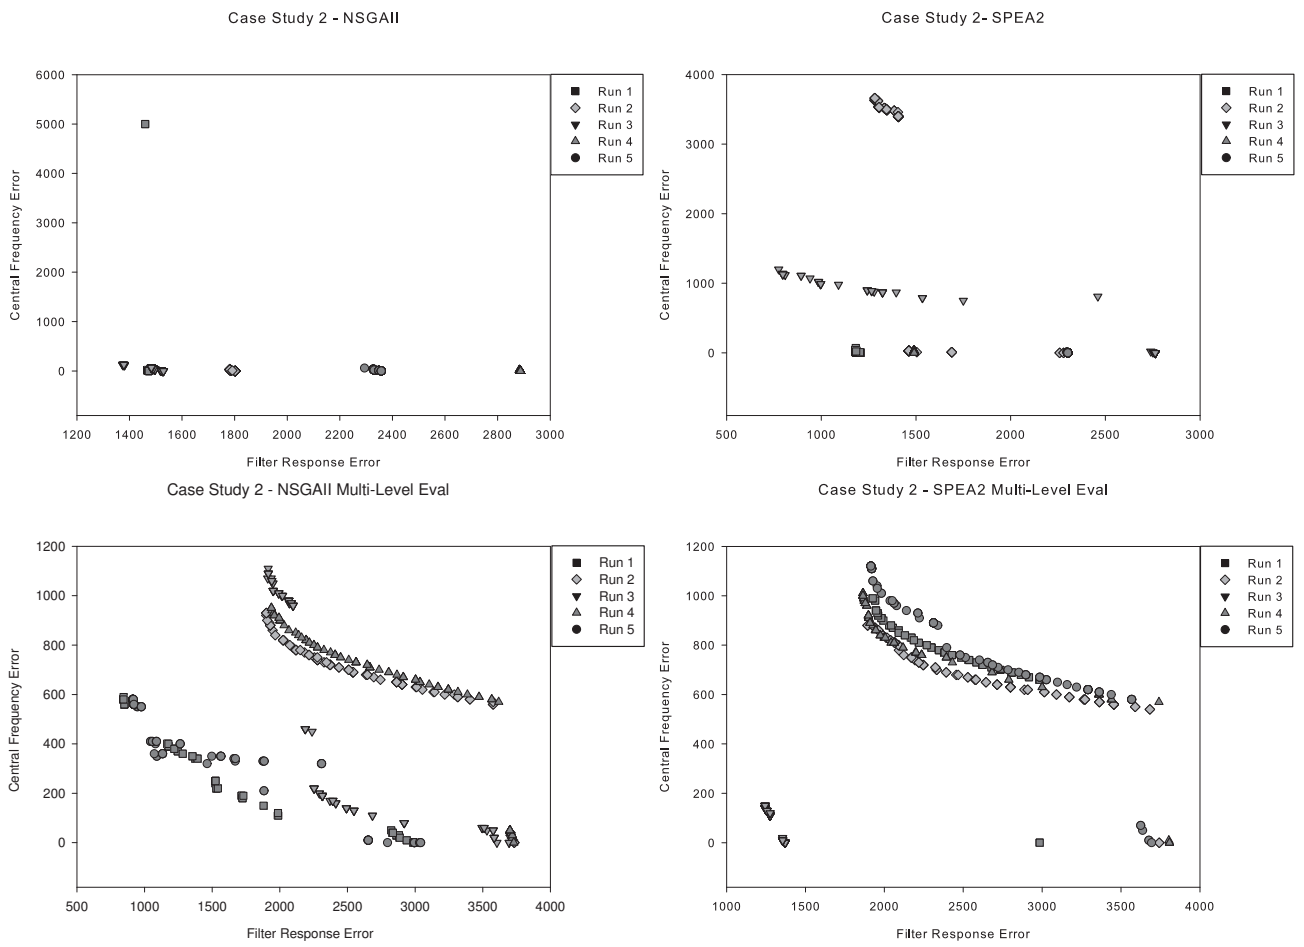 Case Study 2 - NSGAII
Central Frequency Error
6000
5000
4000
3000
2000
1000
0
1200 1400 1600 1800 2000 2200 2400 2600 2800 3000
Filter Response Error
Run 1
Run 2
Run 3
Run 4
Run 5
Case Study 2- SPEA2
Central Frequency Error
4000
3000
2000
1000
0
500 1000 1500 2000 2500 3000
Filter Response Error
Run 1
Run 2
Run 3
Run 4
Run 5
Case Study 2 - NSGAII Multi-Level Eval
Central Frequency Error
1200
1000
800
600
400
200
0
500 1000 1500 2000 2500 3000 3500 4000
Filter Response Error
Run 1
Run 2
Run 3
Run 4
Run 5
Case Study 2 - SPEA2 Multi-Level Eval
Central Frequency Error
1200
1000
800
600
400
200
0
1000 1500 2000 2500 3000 3500 4000
Filter Response Error
Run 1
Run 2
Run 3
Run 4
Run 5